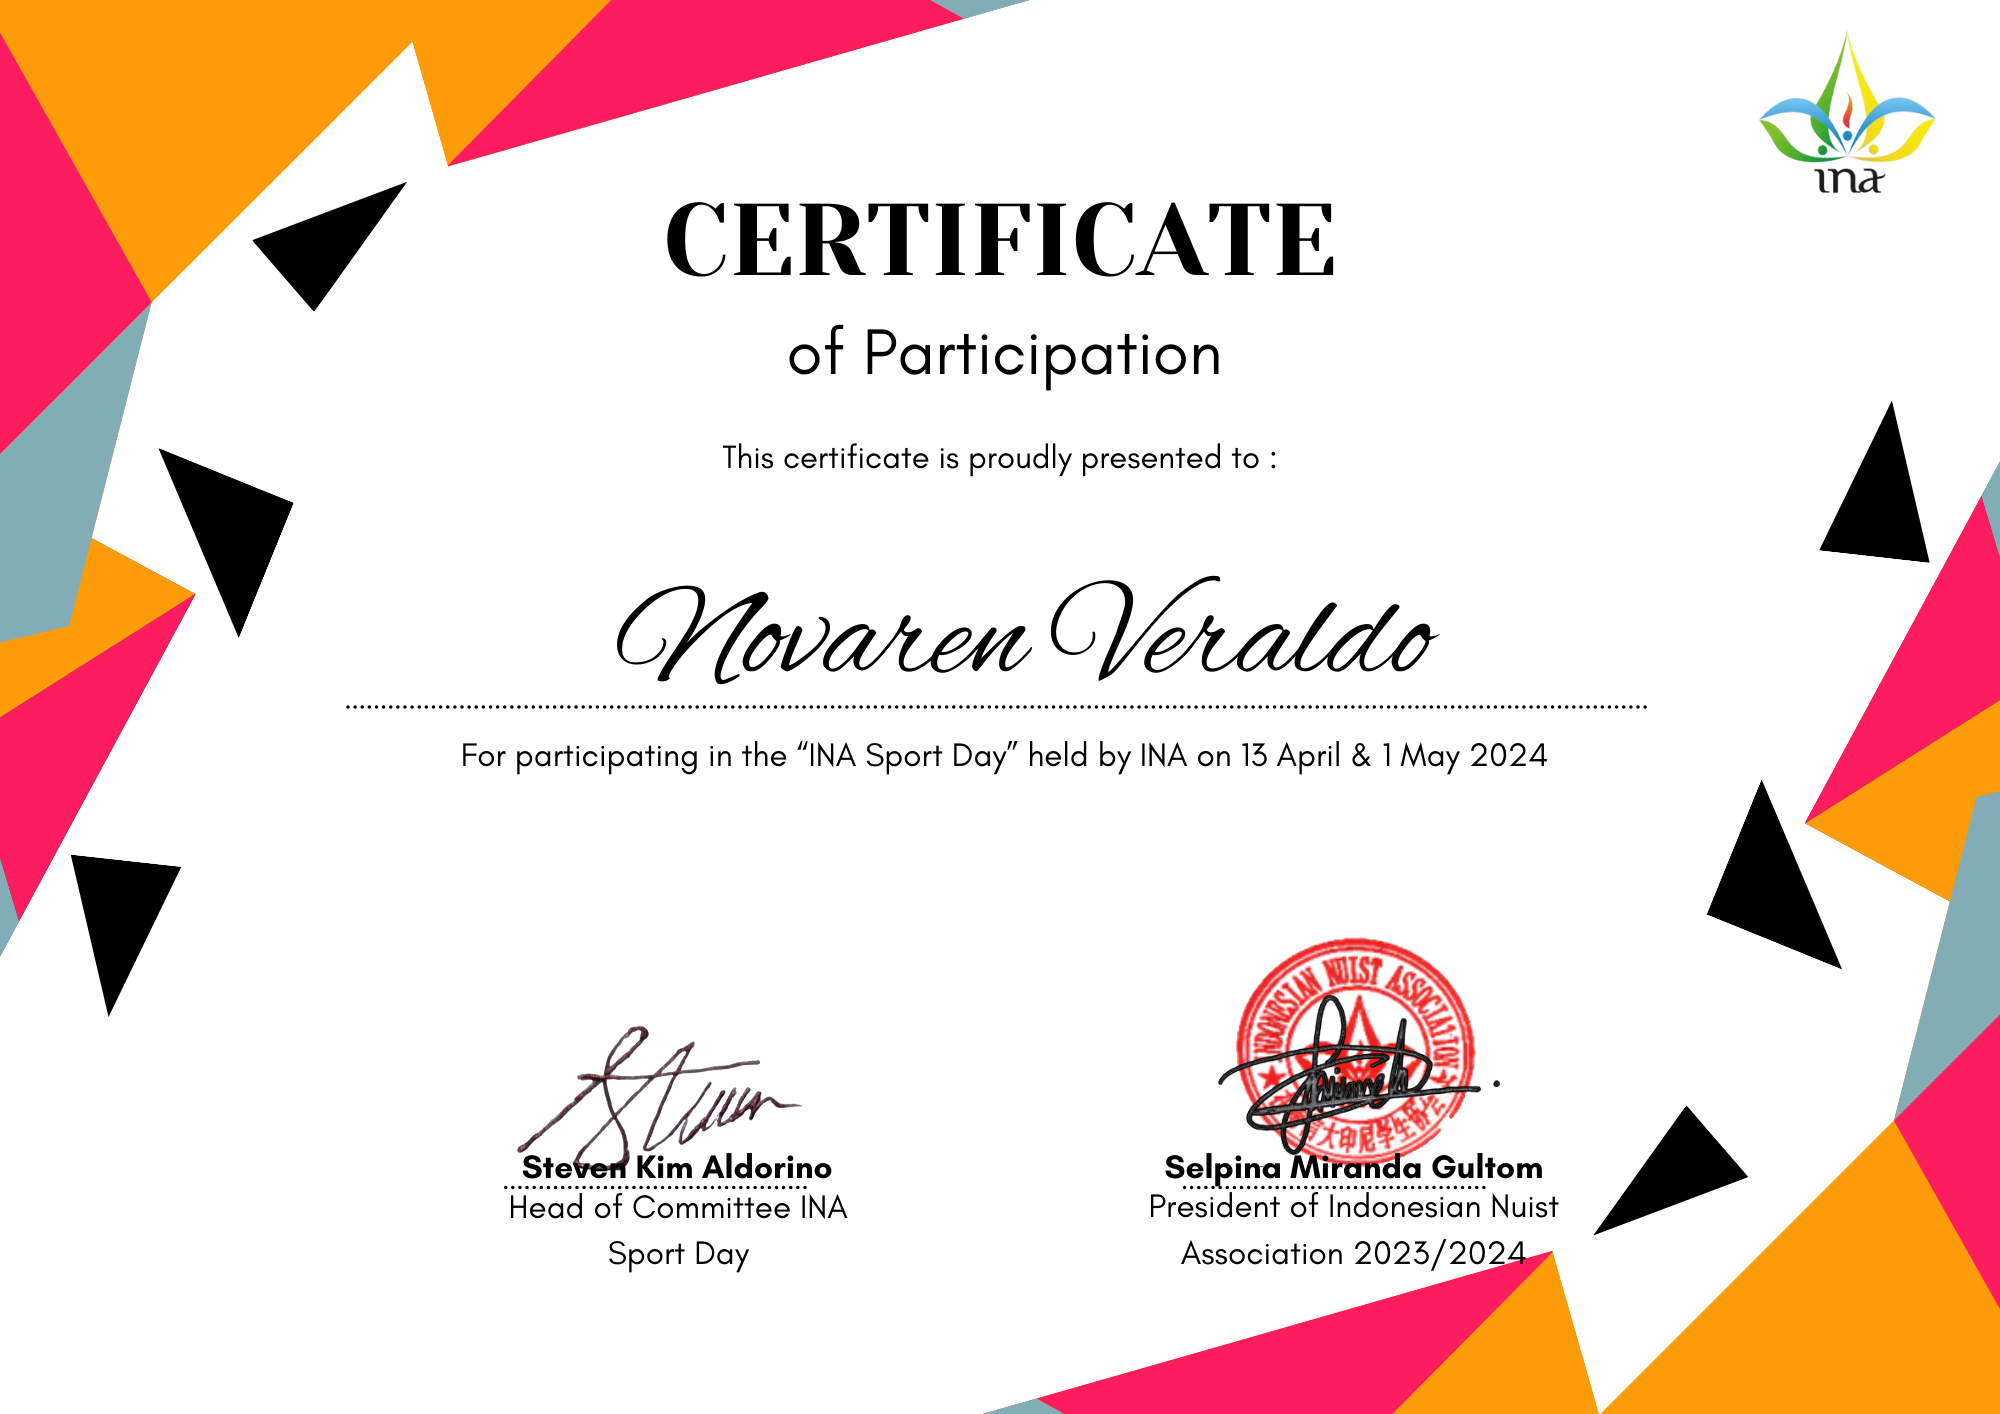 ina
CERTIFICATE
of Participation
This certificate is proudly presented to :
Novaren Veraldo
For participating in the “INA Sport Day” held by INA on 13 April & 1 May 2024
INDONESIAN NUIST ASSOCIATION
大印尼学生协会
Steven Kim Aldorino
Head of Committee INA
Sport Day
Selpina Miranda Gultom
President of Indonesian Nuist
Association 2023/2024